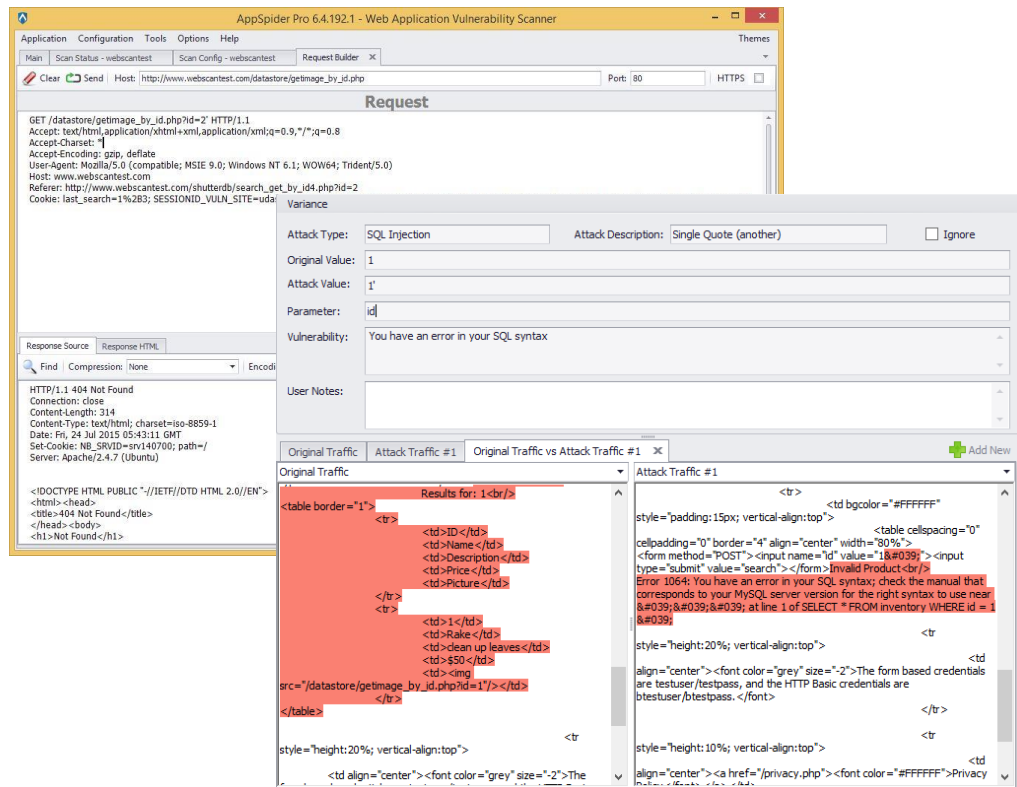 AppSpider Pro 6.4.192.1 - Web Application Vulnerability Scanner
Application Configuration Tools Options Help Themes
Main Scan Status - webscantest Scan Config - webscantest Request Builder
Clear Send Host: http://www.webscantest.com/datastore/getimage_by_id.php Port: 80 HTTPS
Request
GET /datastore/getimage_by_id.php?id=2' HTTP/1.1
Accept: text/html,application/xhtml+xml,application/xml;q=0.9,*/*;q=0.8
Accept-Charset: *
Accept-Encoding: gzip, deflate
User-Agent: Mozilla/5.0 (compatible; MSIE 9.0; Windows NT 6.1; WOW64; Trident/5.0)
Host: www.webscantest.com
Referer: http://www.webscantest.com/shutterdb/search_get_by_id4.php?id=2
Cookie: last_search=1%2B3; SESSIONID_VULN_SITE=udas
Response Source Response HTML
Find Compression: None Encodi
HTTP/1.1 404 Not Found
Connection: close
Content-Length: 314
Content-Type: text/html; charset=iso-8859-1
Date: Fri, 24 Jul 2015 05:43:11 GMT
Set-Cookie: NB_SRVID=srv140700; path=/
Server: Apache/2.4.7 (Ubuntu)
<!DOCTYPE HTML PUBLIC "-//IETF//DTD HTML 2.0//EN">
<html><head>
<title>404 Not Found</title>
</head><body>
<h1>Not Found</h1>
Variance
Attack Type: SQL Injection Attack Description: Single Quote (another) Ignore
Original Value: 1
Attack Value: 1'
Parameter: id
Vulnerability: You have an error in your SQL syntax
User Notes:
Original Traffic Attack Traffic #1 Original Traffic vs Attack Traffic #1 Add New
Original Traffic
Results for: 1<br/>
<table border="1">
<tr>
<td>ID</td>
<td>Name</td>
<td>Description</td>
<td>Price</td>
<td>Picture</td>
</tr>
<tr>
<td>1</td>
<td>Rake</td>
<td>clean up leaves</td>
<td>$50</td>
<td><img
src="/datastore/getimage_by_id.php?id=1"/></td>
</tr>
</table>
<tr
style="height:20%; vertical-align:top">
<td align="center"><font color="grey" size="-2">The
Attack Traffic #1
<tr>
<td bgcolor="#FFFFFF"
style="padding:15px; vertical-align:top">
<table cellspacing="0"
cellpadding="0" border="4" align="center" width="80%">
<form method="POST"><input name="id" value="1&#039;"><input
type="submit" value="search"></form>Invalid Product<br/>
Error 1064: You have an error in your SQL syntax; check the manual that
corresponds to your MySQL server version for the right syntax to use near
&#039;&#039;&#039; at line 1 of SELECT * FROM inventory WHERE id = 1
&#039;
<tr
style="height:20%; vertical-align:top">
<td
align="center"><font color="grey" size="-2">The form based credentials
are testuser/testpass, and the HTTP Basic credentials are
btestuser/btestpass.</font>
</tr>
<tr
style="height:10%; vertical-align:top">
<td
align="center"><a href="/privacy.php"><font color="#FFFFFF">Privacy